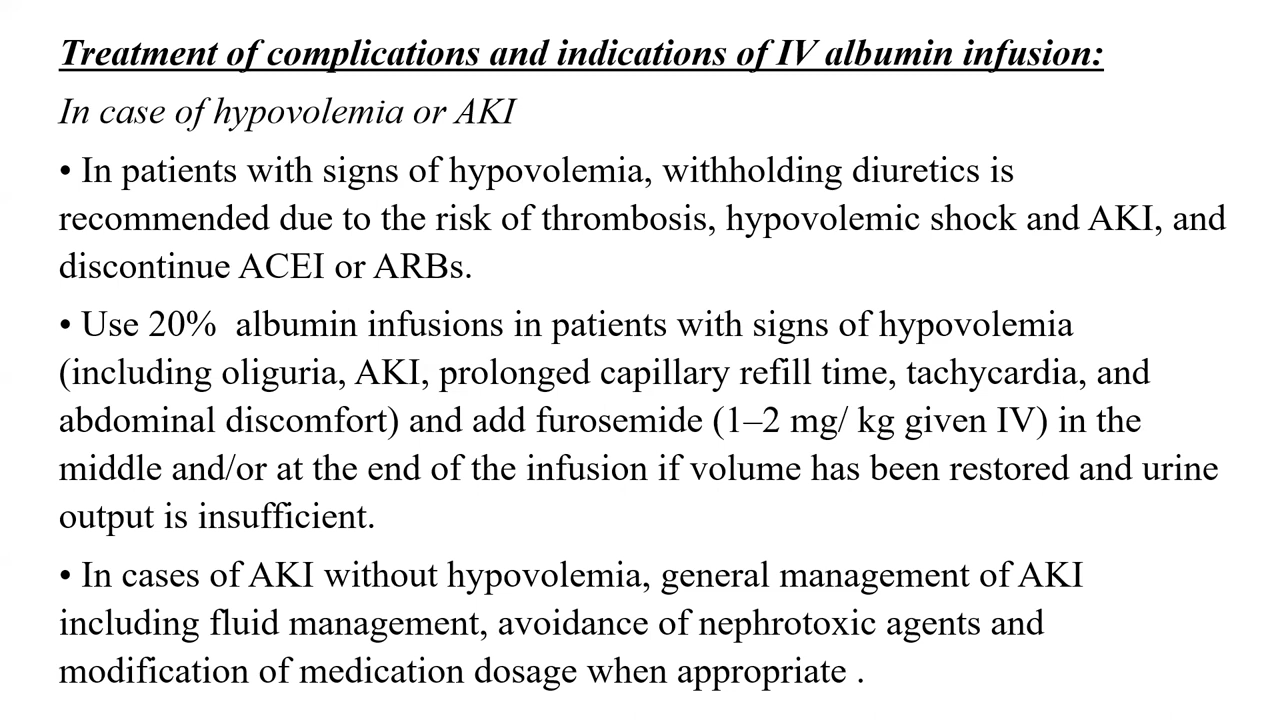 Treatment of complications and indications of IV albumin infusion:
In case of hypovolemia or AKI
• In patients with signs of hypovolemia, withholding diuretics is
recommended due to the risk of thrombosis, hypovolemic shock and AKI, and
discontinue ACEI or ARBs.
• Use 20%  albumin infusions in patients with signs of hypovolemia
(including oliguria, AKI, prolonged capillary refill time, tachycardia, and
abdominal discomfort) and add furosemide (1–2 mg/ kg given IV) in the
middle and/or at the end of the infusion if volume has been restored and urine
output is insufficient.
• In cases of AKI without hypovolemia, general management of AKI
including fluid management, avoidance of nephrotoxic agents and
modification of medication dosage when appropriate .